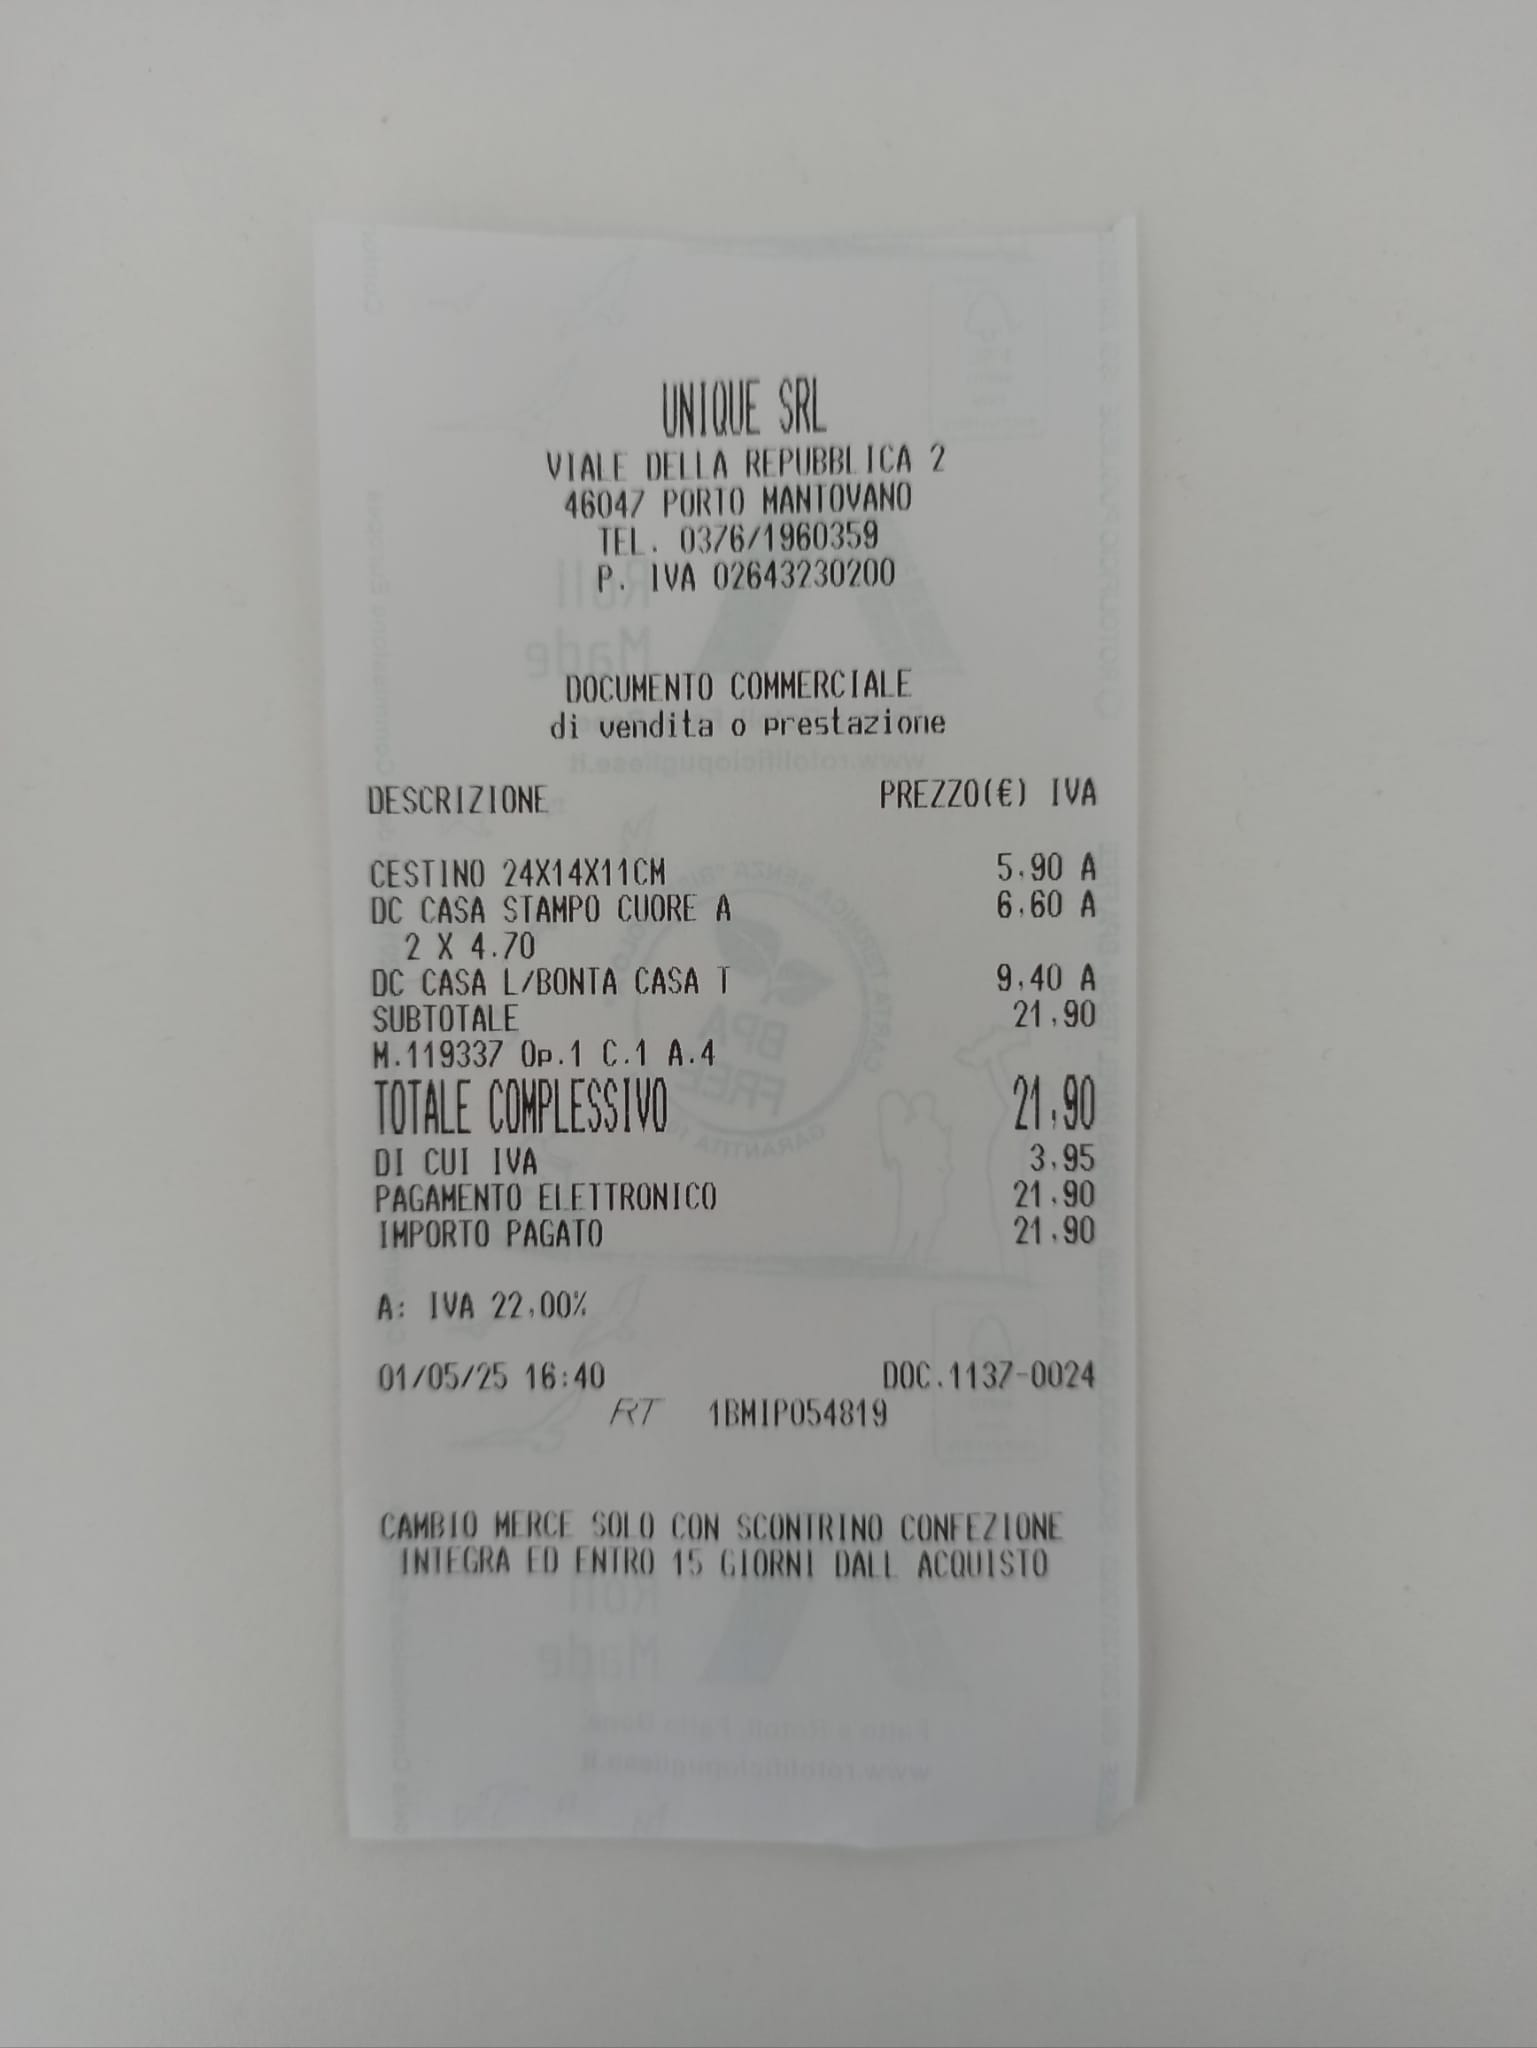 UNIQUE SRL
VIALE DELLA REPUBBLICA 2
46047 PORTO MANTOVANO
TEL. 0376/1960359
P. IVA 02643230200
DOCUMENTO COMMERCIALE
di vendita o prestazione
DESCRIZIONE PREZZO(€) IVA
CESTINO 24X14X11CM 5,90 A
DC CASA STAMPO CUORE A 6,60 A
2 X 4.70
DC CASA L/BONTA CASA T 9,40 A
SUBTOTALE 21,90
M.119337 Op.1 C.1 A.4
TOTALE COMPLESSIVO 21,90
DI CUI IVA 3,95
PAGAMENTO ELETTRONICO 21,90
IMPORTO PAGATO 21,90
A: IVA 22,00%
01/05/25 16:40 DOC.1137-0024
RT 1BMIP054819
CAMBIO MERCE SOLO CON SCONTRINO CONFEZIONE
INTEGRA ED ENTRO 15 GIORNI DALL ACQUISTO